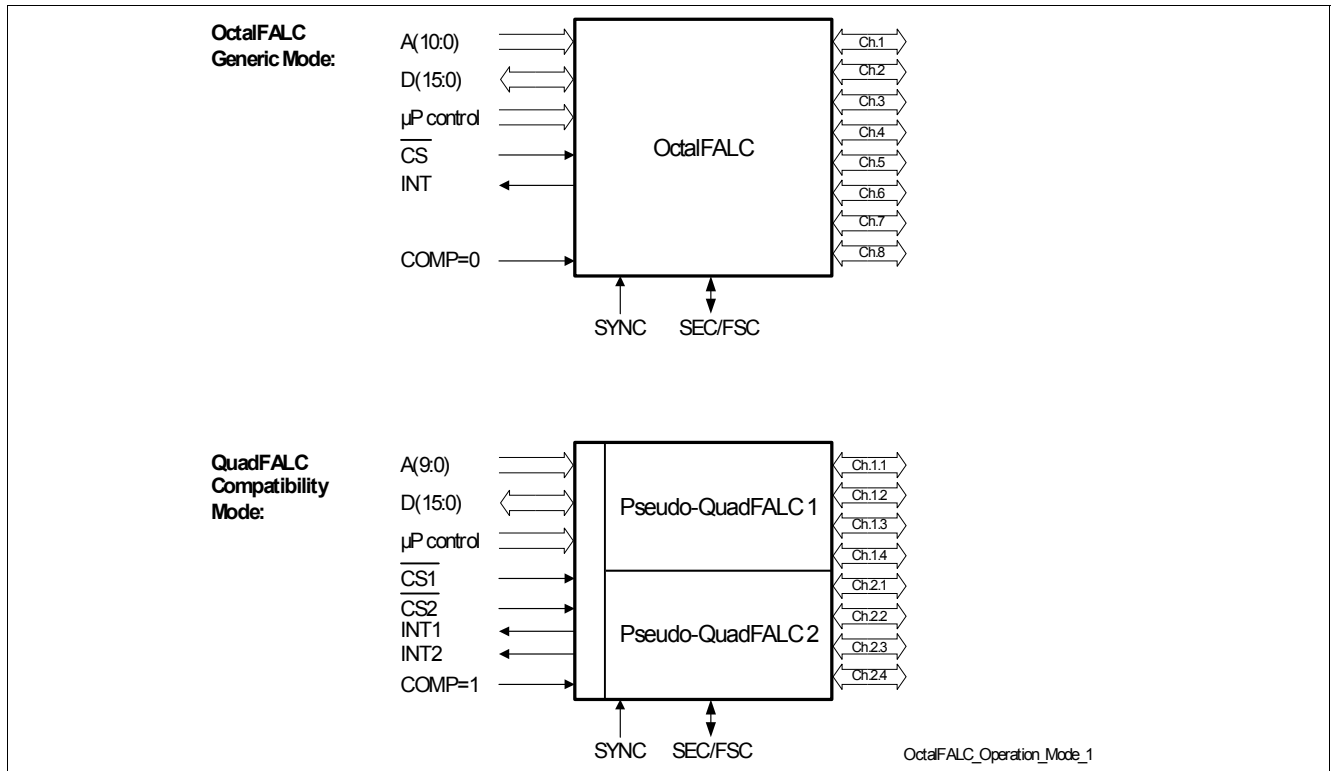 OctalFALC
Generic Mode:
A(10:0)
D(15:0)
µP control
CS
INT
COMP=0
OctalFALC
Ch.1
Ch.2
Ch.3
Ch.4
Ch.5
Ch.6
Ch.7
Ch.8
SYNC
SEC/FSC
QuadFALC
Compatibility
Mode:
A(9:0)
D(15:0)
µP control
CS1
CS2
INT1
INT2
COMP=1
Pseudo-QuadFALC 1
Pseudo-QuadFALC 2
Ch.1.1
Ch.1.2
Ch.1.3
Ch.1.4
Ch.2.1
Ch.2.2
Ch.2.3
Ch.2.4
SYNC
SEC/FSC
OctalFALC_Operation_Mode_1